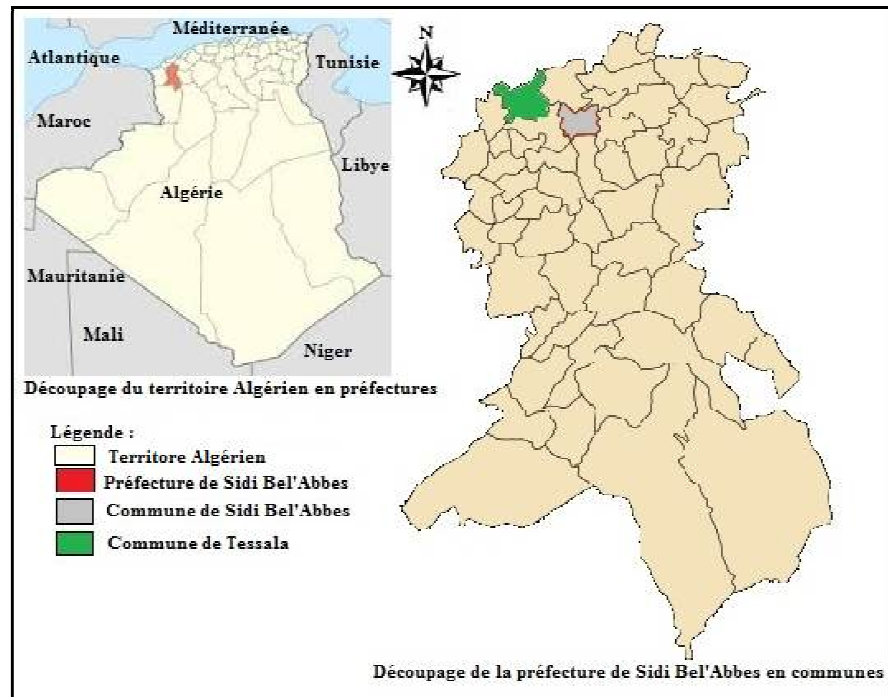 Méditerranée
Atlantique
Tunisie
N
Maroc
Libye
Algérie
Mauritanie
Mali
Niger
Découpage du territoire Algérien en préfectures
Légende :
Territore Algérien
Préfecture de Sidi Bel'Abbes
Commune de Sidi Bel'Abbes
Commune de Tessala
Découpage de la préfecture de Sidi Bel'Abbes en communes